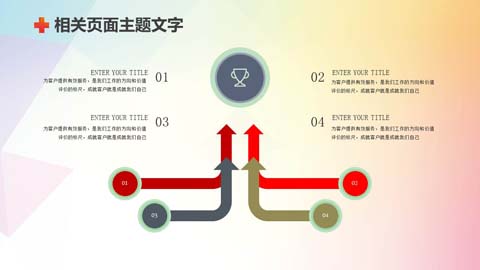 相关页面主题文字
ENTER YOUR TITLE
01
为客户提供有效服务，是我们工作的方向和价值
评价的标尺，成就客户就是成就我们自己
02
ENTER YOUR TITLE
为客户提供有效服务，是我们工作的方向和价值
评价的标尺，成就客户就是成就我们自己
ENTER YOUR TITLE
03
为客户提供有效服务，是我们工作的方向和价值
评价的标尺，成就客户就是成就我们自己
04
ENTER YOUR TITLE
为客户提供有效服务，是我们工作的方向和价值
评价的标尺，成就客户就是成就我们自己
01
02
03
04